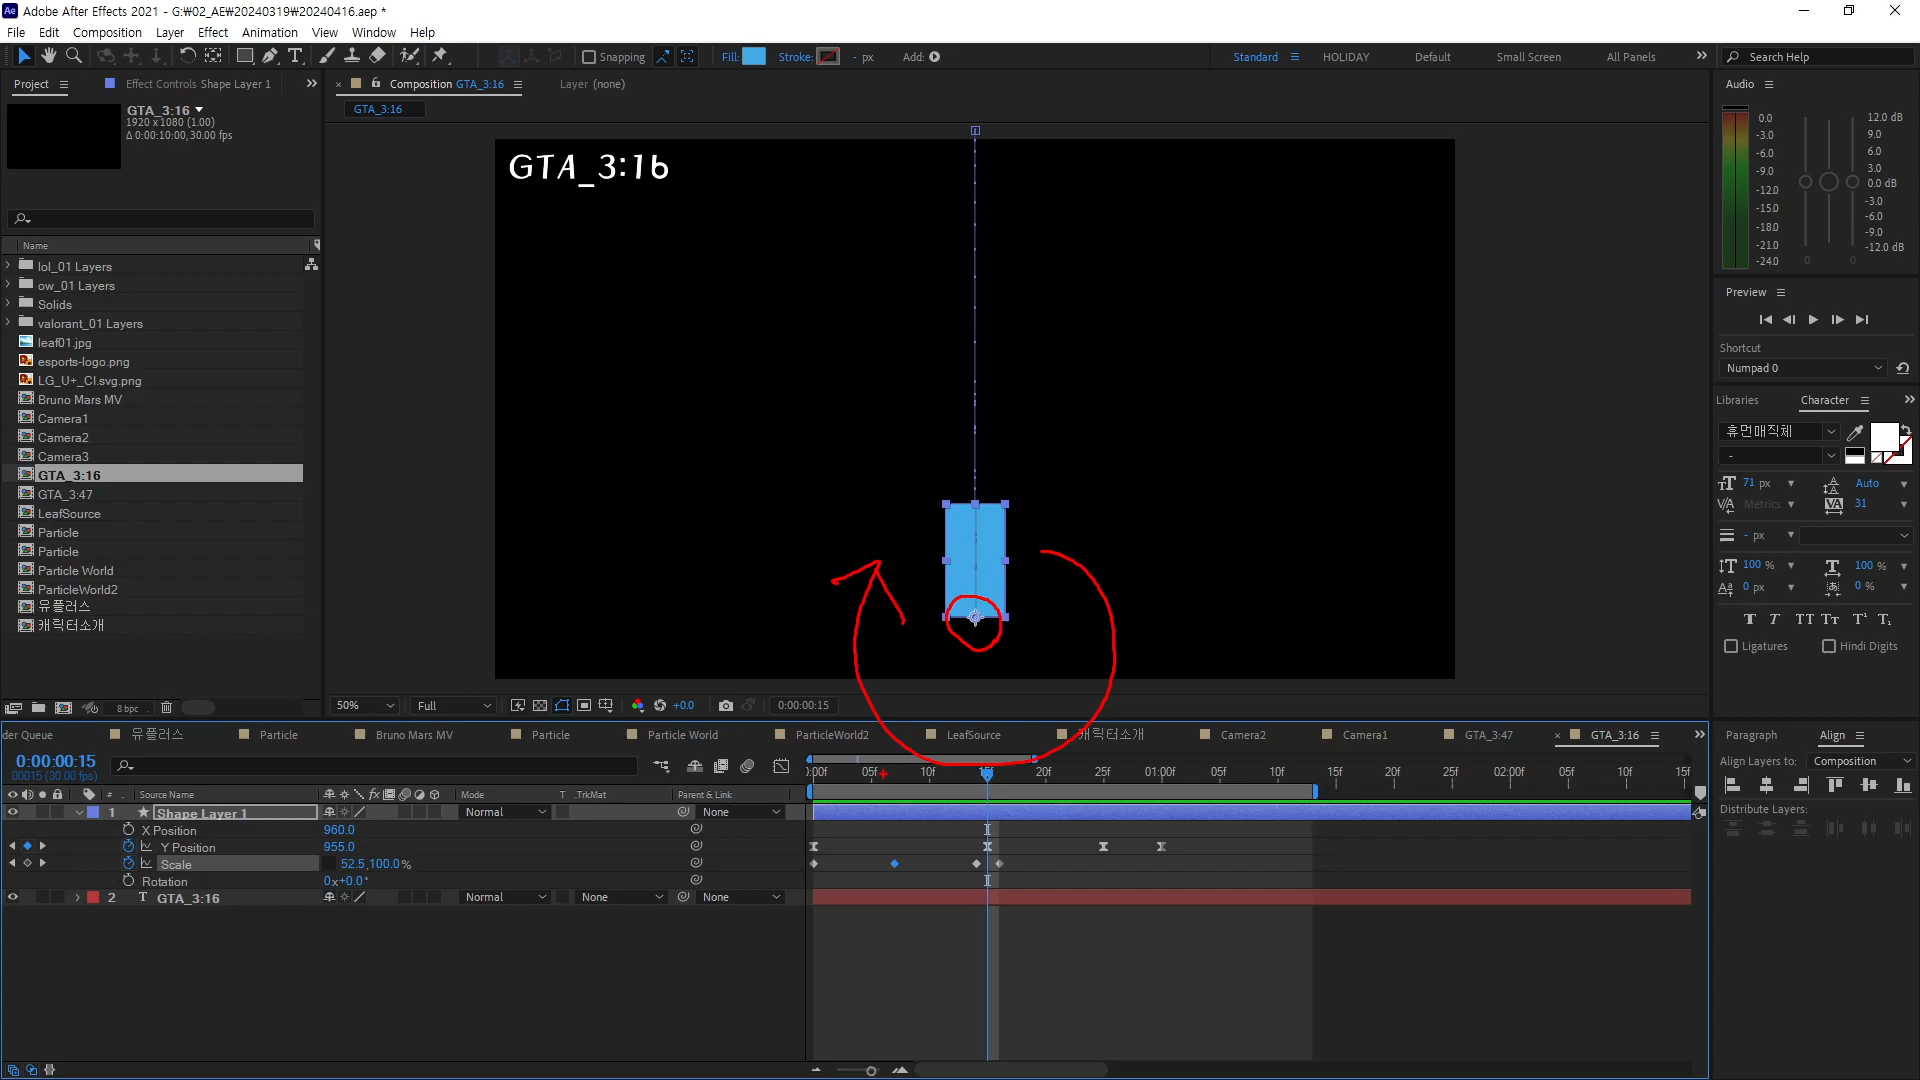 Adobe After Effects 2021 - G:₩02_AE₩20240319₩20240416.aep *
File Edit Composition Layer Effect Animation View Window Help
Snapping Fill: Stroke: - px Add: Standard HOLIDAY Default Small Screen All Panels Search Help
Project Effect Controls Shape Layer 1
Composition GTA_3:16 Layer (none)
GTA_3:16
1920 x 1080 (1.00)
Δ 0:00:10:00, 30.00 fps
Name
lol_01 Layers
ow_01 Layers
Solids
valorant_01 Layers
leaf01.jpg
esports-logo.png
LG_U+_CI.svg.png
Bruno Mars MV
Camera1
Camera2
Camera3
GTA_3:16
GTA_3:47
LeafSource
Particle
Particle
Particle World
ParticleWorld2
유플러스
캐릭터소개
8 bpc
GTA_3:16
GTA_3:16
50% Full +0.0 0:00:00:15
Audio
0.0
-3.0
-6.0
-9.0
-12.0
-15.0
-18.0
-21.0
-24.0
12.0 dB
9.0
6.0
3.0
0.0 dB
-3.0
-6.0
-9.0
-12.0 dB
0 0
Preview
Shortcut
Numpad 0
Libraries Character
휴먼매직체
-
71 px Auto
Metrics 31
- px
100 % 100 %
0 px 0 %
T T TT Tt T¹ T₁
Ligatures Hindi Digits
der Queue 유플러스 Particle Bruno Mars MV Particle Particle World ParticleWorld2 LeafSource 캐릭터소개 Camera2 Camera1 GTA_3:47 GTA_3:16
0:00:00:15
00015 (30.00 fps)
):00f 05f 10f 15f 20f 25f 01:00f 05f 10f 15f 20f 25f 02:00f 05f 10f 15f
# Source Name fx Mode T .TrkMat Parent & Link
1 Shape Layer 1 Normal None
X Position 960.0
Y Position 955.0
Scale 52.5,100.0%
Rotation 0x+0.0°
2 T GTA_3:16 Normal None None
Paragraph Align
Align Layers to: Composition
Distribute Layers: